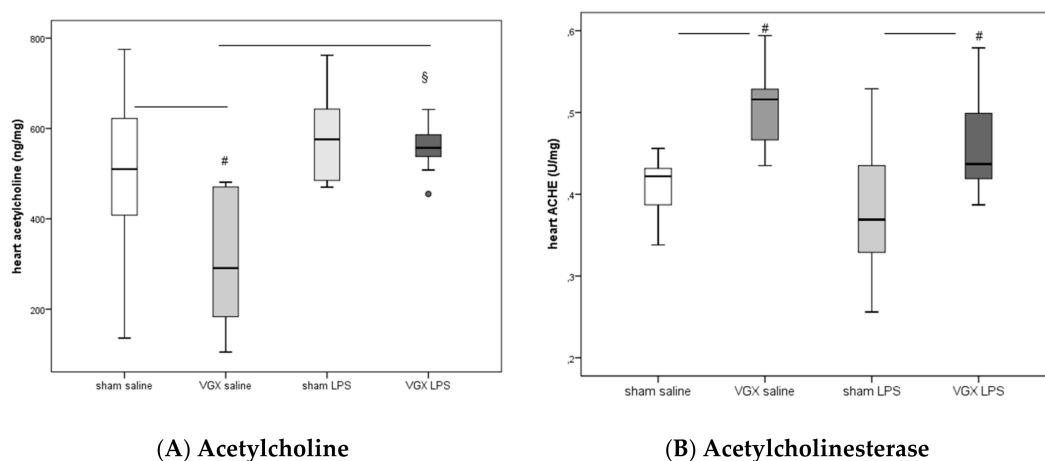 800
600
400
200
heart acetylcholine (ng/mg)
#
§
sham saline
VGX saline
sham LPS
VGX LPS
(A) Acetylcholine
,6
,5
,4
,3
,2
heart ACHE (U/mg)
#
#
sham saline
VGX saline
sham LPS
VGX LPS
(B) Acetylcholinesterase